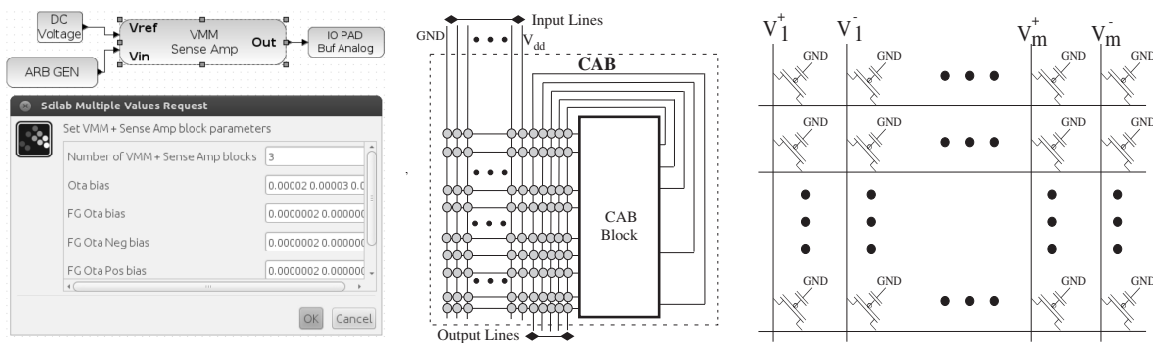 DC
Voltage
Vref
Vin
VMM
Sense Amp
Out
IO PAD
Buf Analog
ARB GEN
Scilab Multiple Values Request
Set VMM + Sense Amp block parameters
Number of VMM + Sense Amp blocks 3
Ota bias 0.00002 0.00003 0.0
FG Ota bias 0.0000002 0.000000
FG Ota Neg bias 0.0000002 0.000000
FG Ota Pos bias 0.0000002 0.000000
OK Cancel
Input Lines
GND
Vdd
CAB
CAB
Block
Output Lines
V1+ V1- Vm+ Vm-
GND GND GND GND
GND GND GND GND
GND GND GND GND